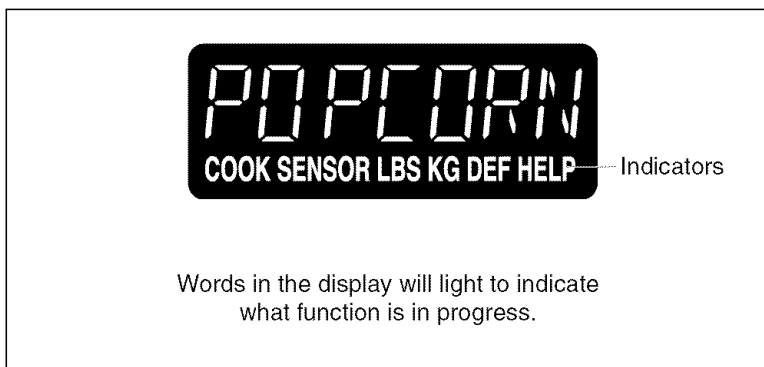 POPCORN
COOK SENSOR LBS KG DEF HELP
Indicators
Words in the display will light to indicate
what function is in progress.